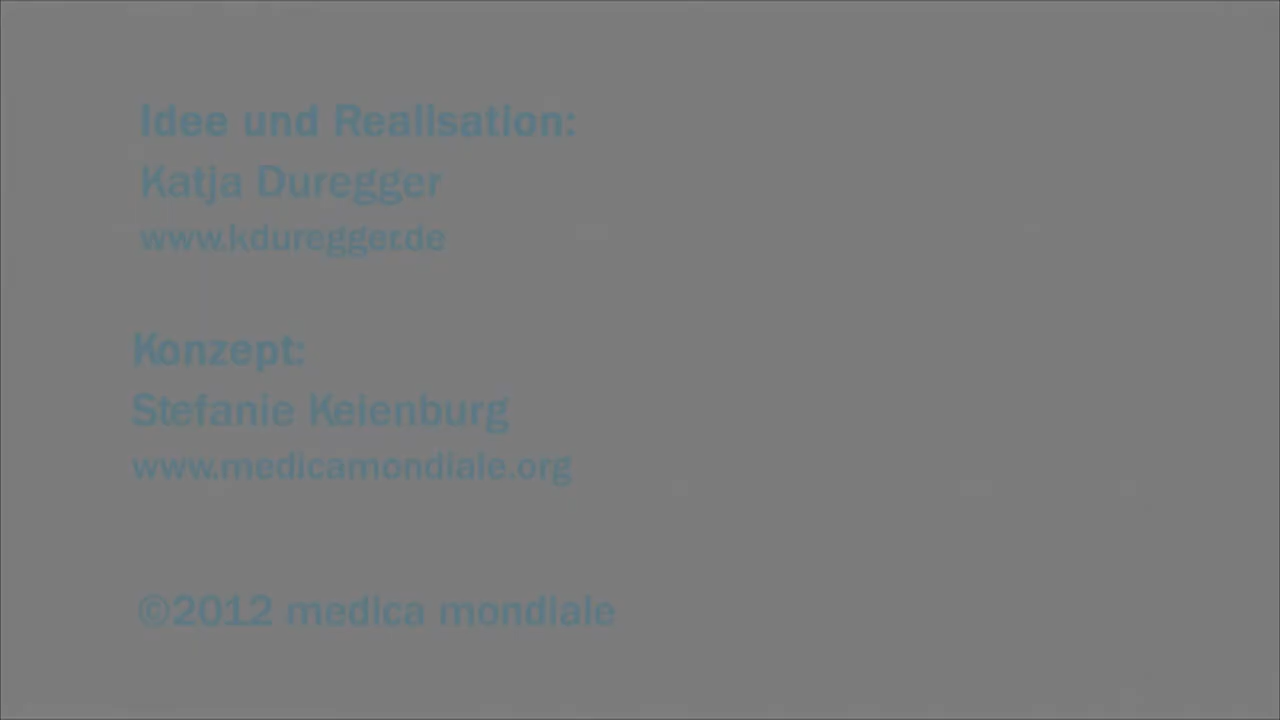 Idee und Realisation:
Katja Duregger
www.kduregger.de
Konzept:
Stefanie Keienburg
www.medicamondiale.org
©2012 medica mondiale